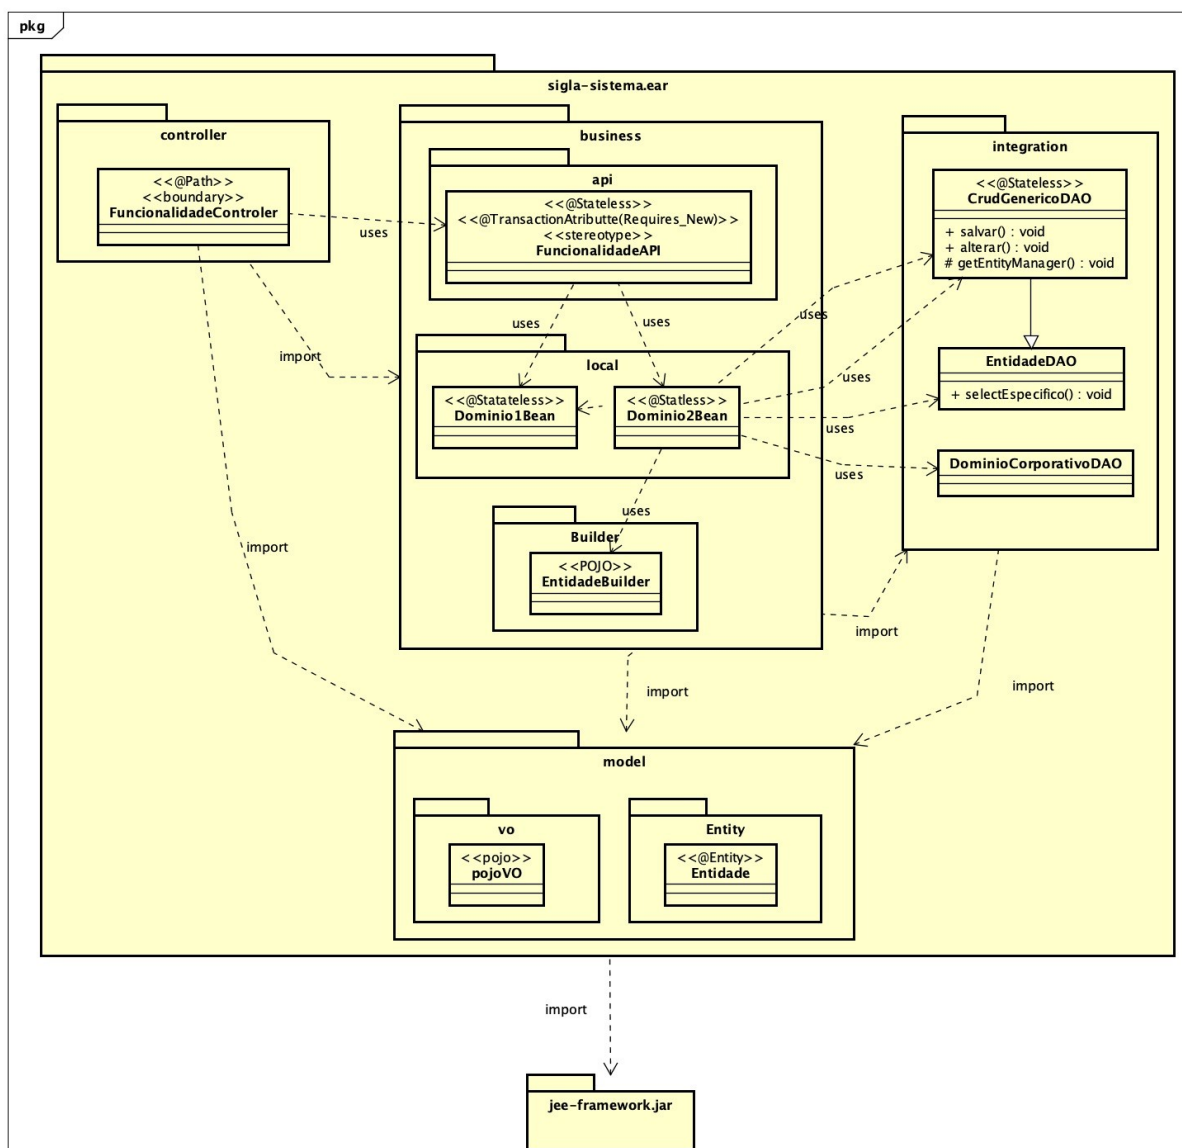 pkg
sigla-sistema.ear
controller
<<@Path>>
<<boundary>>
FuncionalidadeControler
uses
import
import
business
api
<<@Stateless>>
<<@TransactionAtributte(Requires_New)>>
<<stereotype>>
FuncionalidadeAPI
uses
uses
local
<<@Statateless>>
Dominio1Bean
<<@Statless>>
Dominio2Bean
uses
Builder
<<POJO>>
EntidadeBuilder
uses
uses
uses
uses
integration
<<@Stateless>>
CrudGenericoDAO
+ salvar() : void
+ alterar() : void
# getEntityManager() : void
EntidadeDAO
+ selectEspecifico() : void
DominioCorporativoDAO
import
import
import
model
vo
<<pojo>>
pojoVO
Entity
<<@Entity>>
Entidade
import
jee-framework.jar